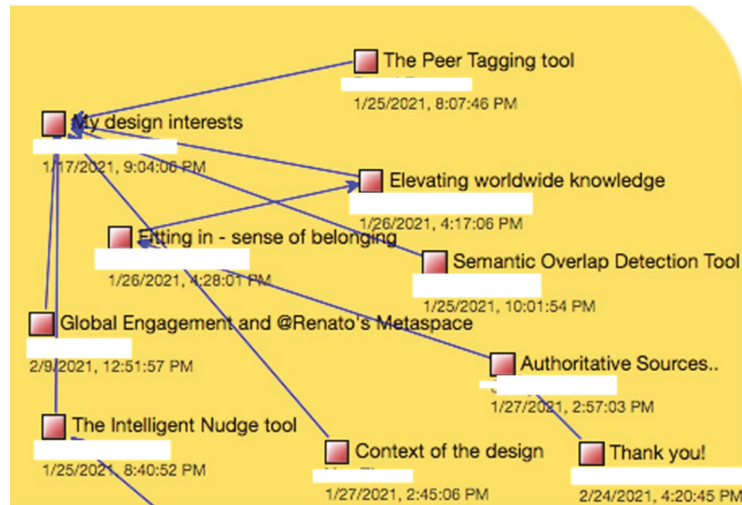 The Peer Tagging tool
1/25/2021, 8:07:46 PM
My design interests
1/17/2021, 9:04:06 PM
Elevating worldwide knowledge
1/26/2021, 4:17:06 PM
Fitting in - sense of belonging
1/26/2021, 4:28:01 PM
Semantic Overlap Detection Tool
1/25/2021, 10:01:54 PM
Global Engagement and @Renato's Metaspace
2/9/2021, 12:51:57 PM
Authoritative Sources..
1/27/2021, 2:57:03 PM
The Intelligent Nudge tool
1/25/2021, 8:40:52 PM
Context of the design
1/27/2021, 2:45:06 PM
Thank you!
2/24/2021, 4:20:45 PM